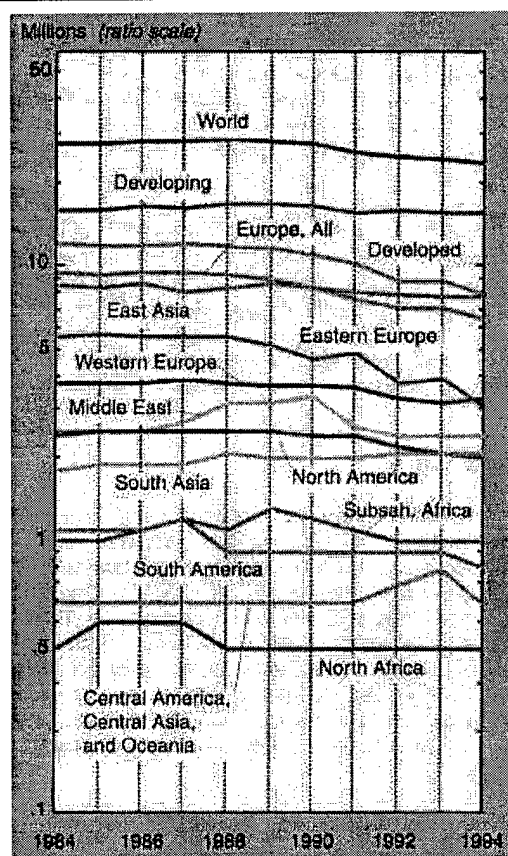 Millions (ratio scale)
50
World
Developing
Europe, All
Developed
10
East Asia
Eastern Europe
5
Western Europe
Middle East
North America
South Asia
Subsah. Africa
1
South America
.5
North Africa
Central America,
Central Asia,
and Oceania
.1
1984 1986 1988 1990 1992 1994